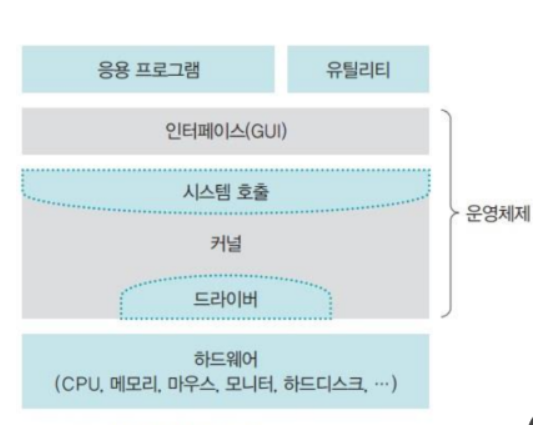 응용 프로그램
유틸리티
인터페이스(GUI)
시스템 호출
운영체제
커널
드라이버
하드웨어
(CPU, 메모리, 마우스, 모니터, 하드디스크, …)